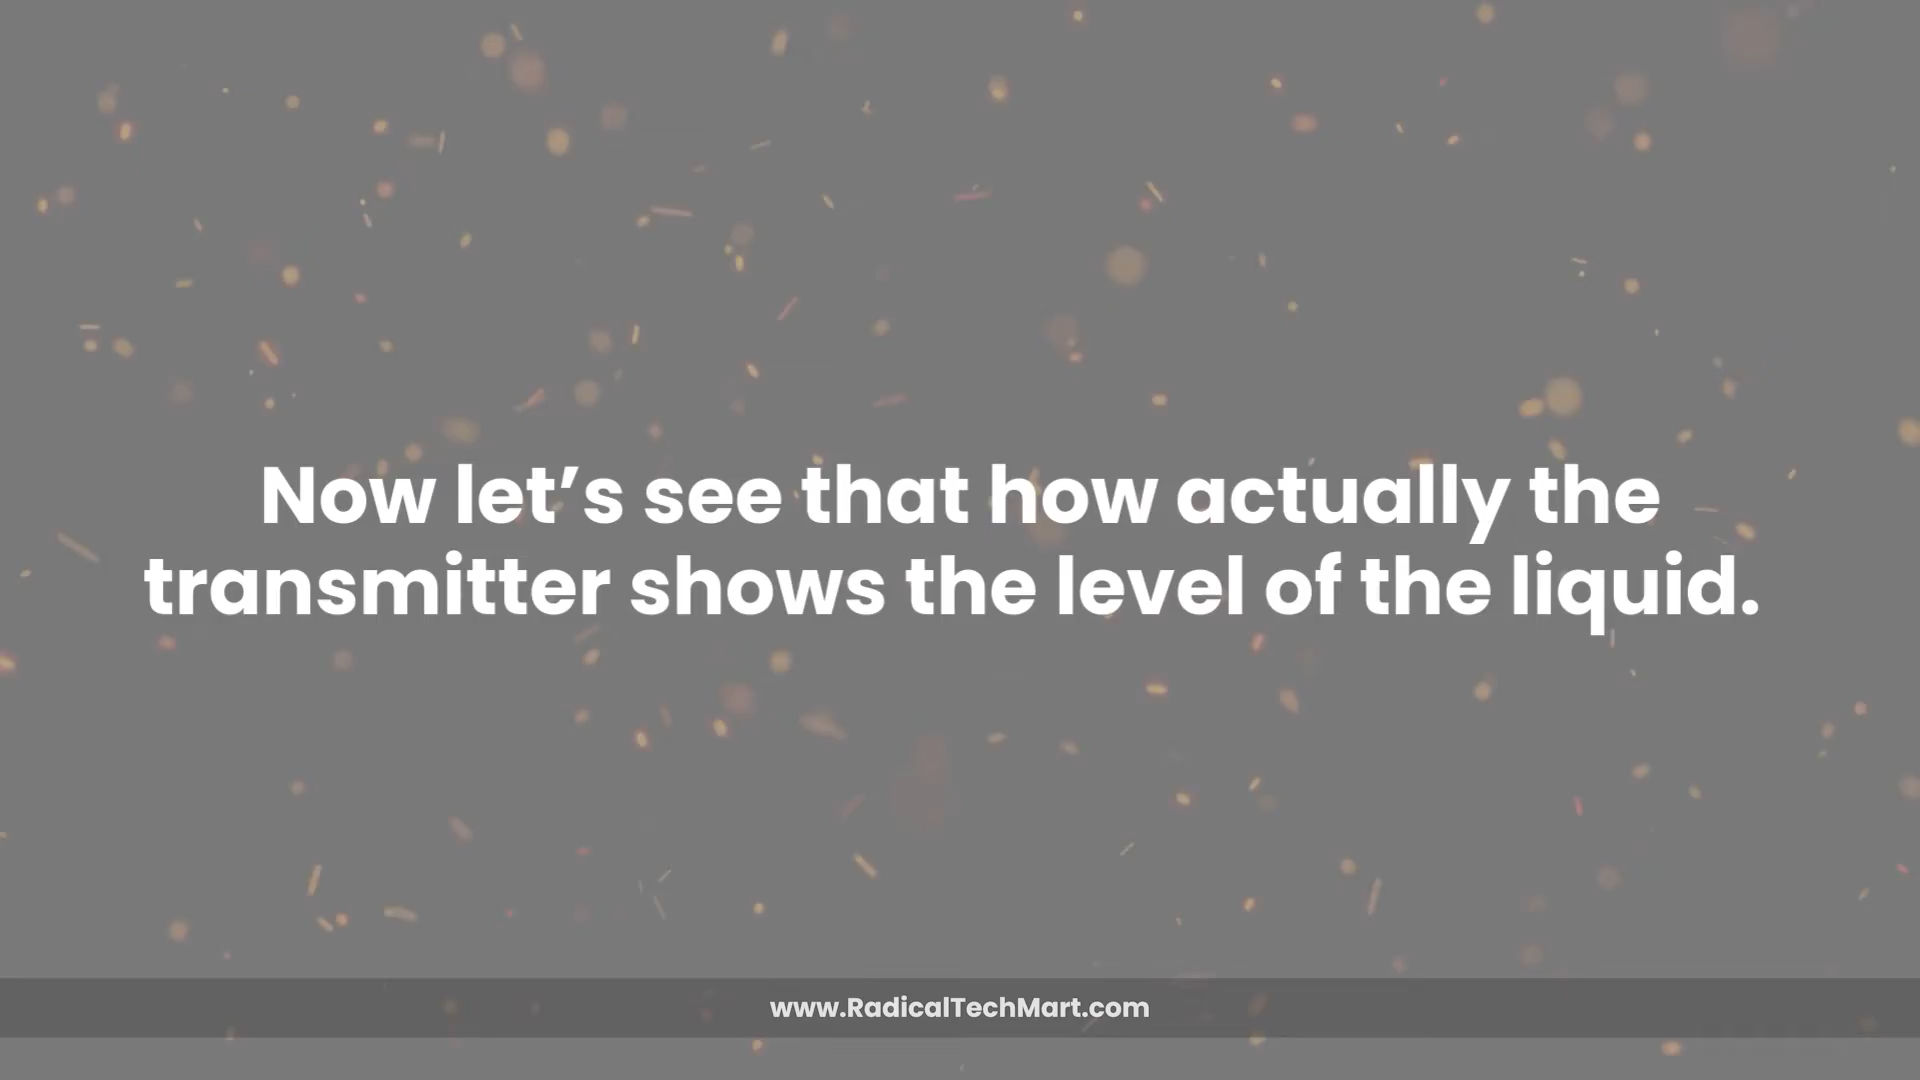 Now let’s see that how actually the
transmitter shows the level of the liquid.
www.RadicalTechMart.com